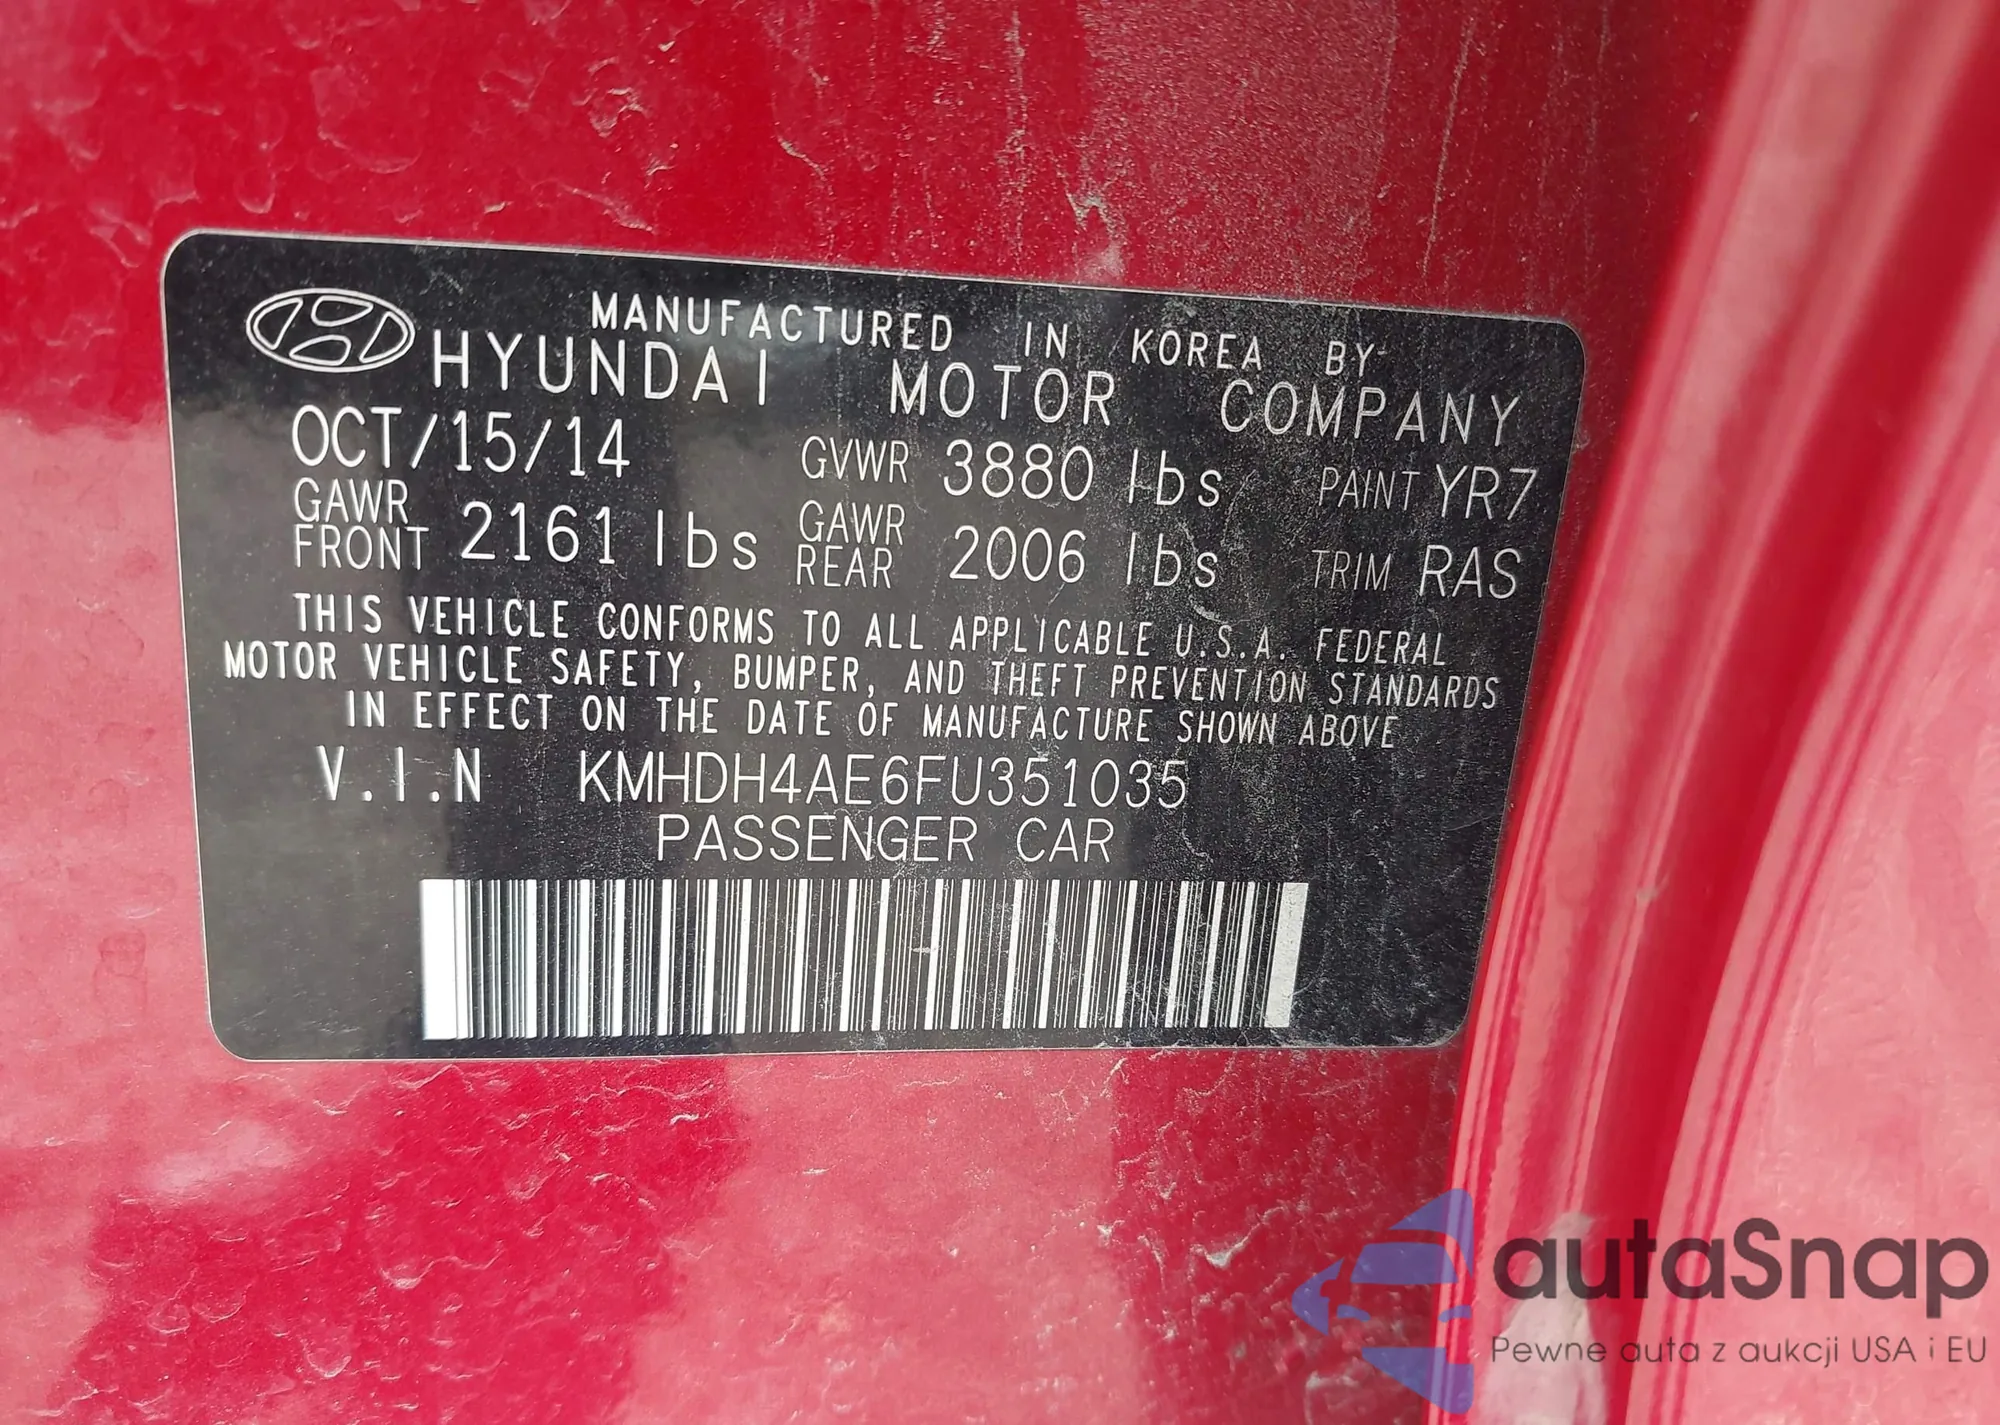 MANUFACTURED IN KOREA BY
HYUNDAI MOTOR COMPANY
OCT/15/14 GVWR 3880 lbs PAINT YR7
GAWR FRONT 2161 lbs GAWR REAR 2006 lbs TRIM RAS
THIS VEHICLE CONFORMS TO ALL APPLICABLE U.S.A. FEDERAL
MOTOR VEHICLE SAFETY, BUMPER, AND THEFT PREVENTION STANDARDS
IN EFFECT ON THE DATE OF MANUFACTURE SHOWN ABOVE
V.I.N KMHDH4AE6FU351035
PASSENGER CAR
autaSnap
Pewne auta z aukcji USA i EU